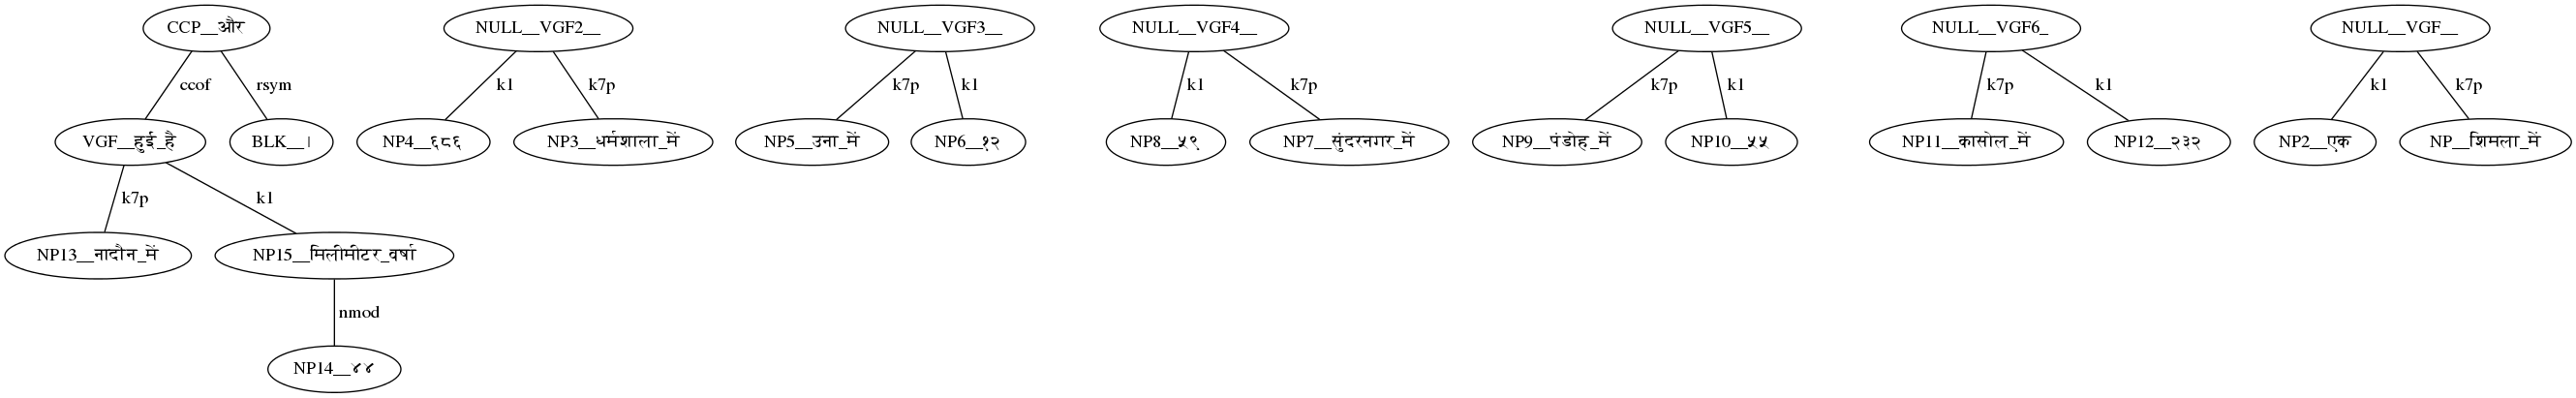 CCP__और NULL__VGF2__ NULL__VGF3__ NULL__VGF4__ NULL__VGF5__ NULL__VGF6_ NULL__VGF__
ccof rsym k1 k7p k7p k1 k1 k7p k7p k1 k7p k1 k1 k7p
VGF__हुई_है BLK__। NP4__६८६ NP3__धर्मशाला_में NP5__उना_में NP6__१२ NP8__५९ NP7__सुंदरनगर_में NP9__पंडोह_में NP10__५५ NP11__कासोल_में NP12__२३२ NP2__एक NP__शिमला_में
k7p k1
NP13__नादौन_में NP15__मिलीमीटर_वर्षा
nmod
NP14__४४